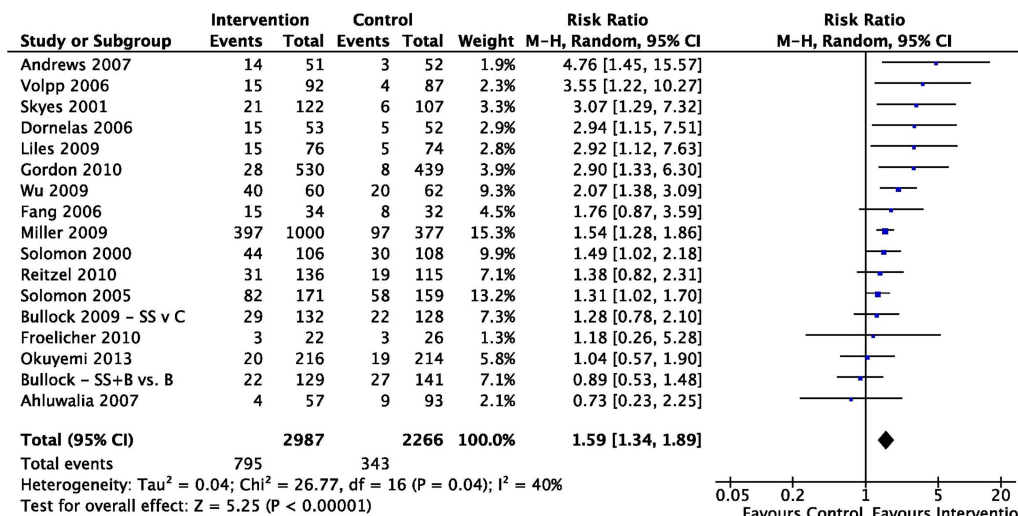 Intervention Control Risk Ratio Risk Ratio
Study or Subgroup Events Total Events Total Weight M-H, Random, 95% CI M-H, Random, 95% CI
Andrews 2007 14 51 3 52 1.9% 4.76 [1.45, 15.57]
Volpp 2006 15 92 4 87 2.3% 3.55 [1.22, 10.27]
Skyes 2001 21 122 6 107 3.3% 3.07 [1.29, 7.32]
Dornelas 2006 15 53 5 52 2.9% 2.94 [1.15, 7.51]
Liles 2009 15 76 5 74 2.8% 2.92 [1.12, 7.63]
Gordon 2010 28 530 8 439 3.9% 2.90 [1.33, 6.30]
Wu 2009 40 60 20 62 9.3% 2.07 [1.38, 3.09]
Fang 2006 15 34 8 32 4.5% 1.76 [0.87, 3.59]
Miller 2009 397 1000 97 377 15.3% 1.54 [1.28, 1.86]
Solomon 2000 44 106 30 108 9.9% 1.49 [1.02, 2.18]
Reitzel 2010 31 136 19 115 7.1% 1.38 [0.82, 2.31]
Solomon 2005 82 171 58 159 13.2% 1.31 [1.02, 1.70]
Bullock 2009 – SS v C 29 132 22 128 7.3% 1.28 [0.78, 2.10]
Froelicher 2010 3 22 3 26 1.3% 1.18 [0.26, 5.28]
Okuyemi 2013 20 216 19 214 5.8% 1.04 [0.57, 1.90]
Bullock – SS+B vs. B 22 129 27 141 7.1% 0.89 [0.53, 1.48]
Ahluwalia 2007 4 57 9 93 2.1% 0.73 [0.23, 2.25]
Total (95% CI) 2987 2266 100.0% 1.59 [1.34, 1.89]
Total events 795 343
Heterogeneity: Tau² = 0.04; Chi² = 26.77, df = 16 (P = 0.04); I² = 40%
Test for overall effect: Z = 5.25 (P < 0.00001)
0.05 0.2 1 5 20
Favours Control Favours Interventio